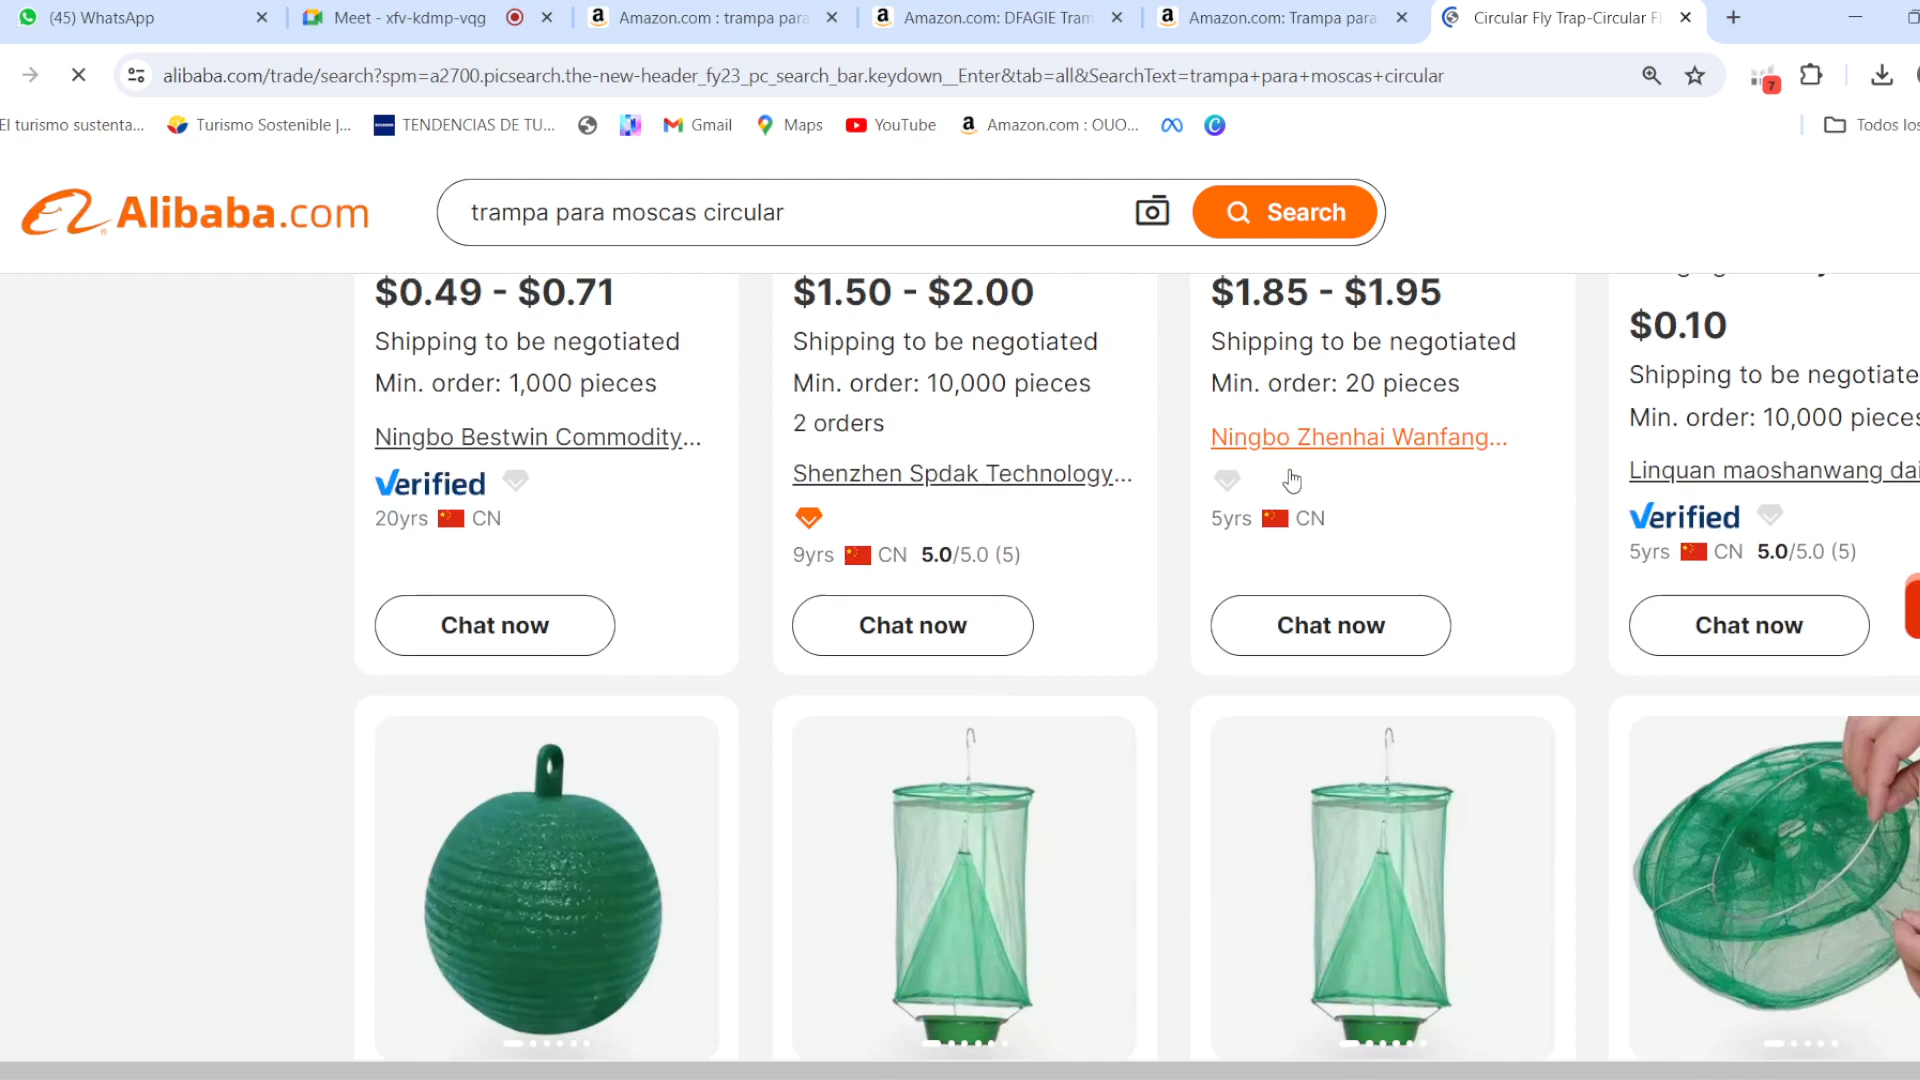 (45) WhatsApp
Meet - xfv-kdmp-vqg
Amazon.com : trampa para
Amazon.com: DFAGIE Tram
Amazon.com: Trampa para
Circular Fly Trap-Circular F
alibaba.com/trade/search?spm=a2700.picsearch.the-new-header_fy23_pc_search_bar.keydown__Enter&tab=all&SearchText=trampa+para+moscas+circular
7
El turismo sustenta...
Turismo Sostenible |...
TENDENCIAS DE TU...
Gmail
Maps
YouTube
Amazon.com : OUO...
Todos los
Alibaba.com
trampa para moscas circular
Search
$0.49 - $0.71
Shipping to be negotiated
Min. order: 1,000 pieces
Ningbo Bestwin Commodity...
Verified
20yrs CN
Chat now
$1.50 - $2.00
Shipping to be negotiated
Min. order: 10,000 pieces
2 orders
Shenzhen Spdak Technology...
9yrs CN 5.0/5.0 (5)
Chat now
$1.85 - $1.95
Shipping to be negotiated
Min. order: 20 pieces
Ningbo Zhenhai Wanfang...
5yrs CN
Chat now
$0.10
Shipping to be negotiate
Min. order: 10,000 pieces
Linquan maoshanwang dai
Verified
5yrs CN 5.0/5.0 (5)
Chat now